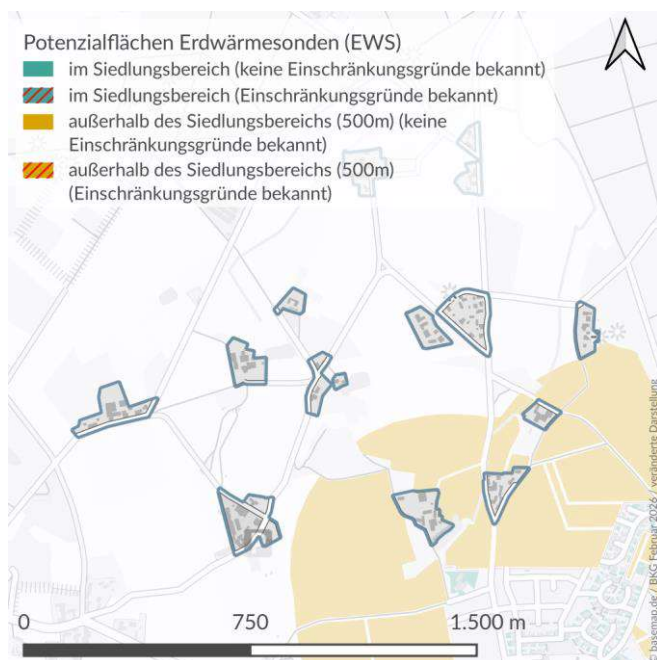 Potenzialflächen Erdwärmesonden (EWS)
im Siedlungsbereich (keine Einschränkungsgründe bekannt)
im Siedlungsbereich (Einschränkungsgründe bekannt)
außerhalb des Siedlungsbereichs (500m) (keine
Einschränkungsgründe bekannt)
außerhalb des Siedlungsbereichs (500m)
(Einschränkungsgründe bekannt)
© basemap.de / BKG Februar 2026 / veränderte Darstellung
0 750 1.500 m